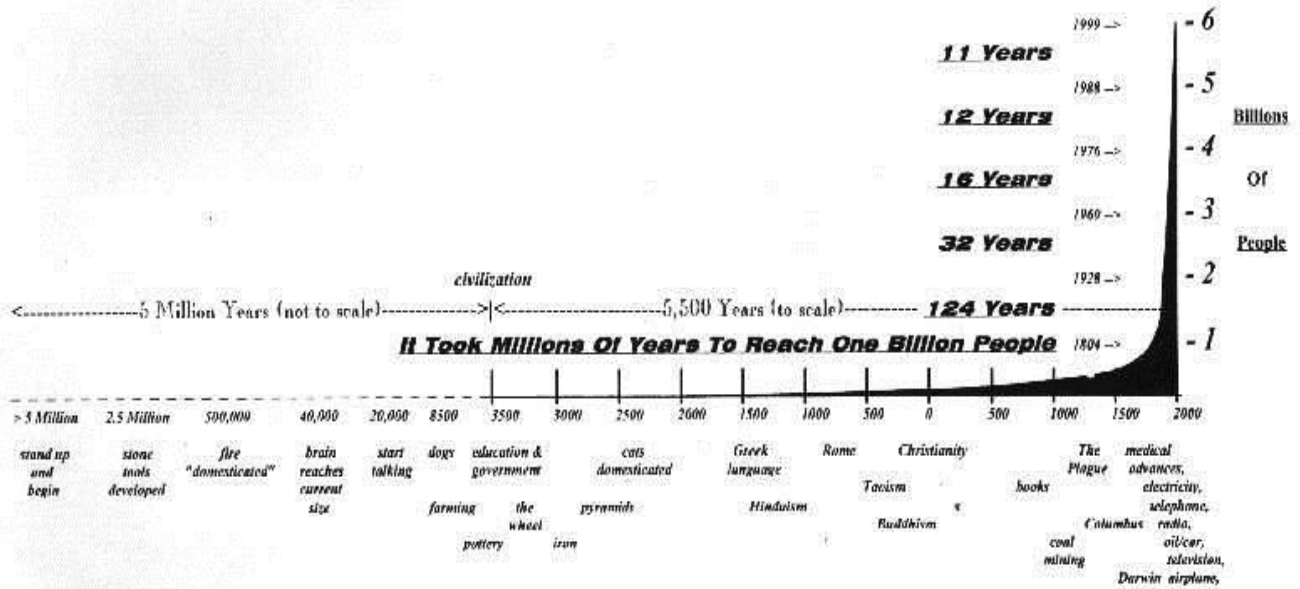 1999 --> - 6
11 Years
1988 --> - 5
12 Years Billions
1976 --> - 4
16 Years Of
1960 --> - 3
32 Years People
1928 --> - 2
civilization
<----5 Million Years (not to scale)---->|<----5,500 Years (to scale)---- 124 Years ----
It Took Millions Of Years To Reach One Billion People 1804 --> - 1
> 5 Million 2.5 Million 500,000 40,000 20,000 8500 3500 3000 2500 2000 1500 1000 500 0 500 1000 1500 2000
stand up and begin
stone tools developed
fire "domesticated"
brain reaches current size
start talking
dogs
education & government
cats domesticated
Greek language
Rome
Christianity
The Plague
medical advances,
electricity,
telephone,
radio,
oil/car,
television,
airplane,
farming
the wheel
pyramids
Hinduism
Taoism
Buddhism
books
Columbus
pottery
iron
coal mining
Darwin